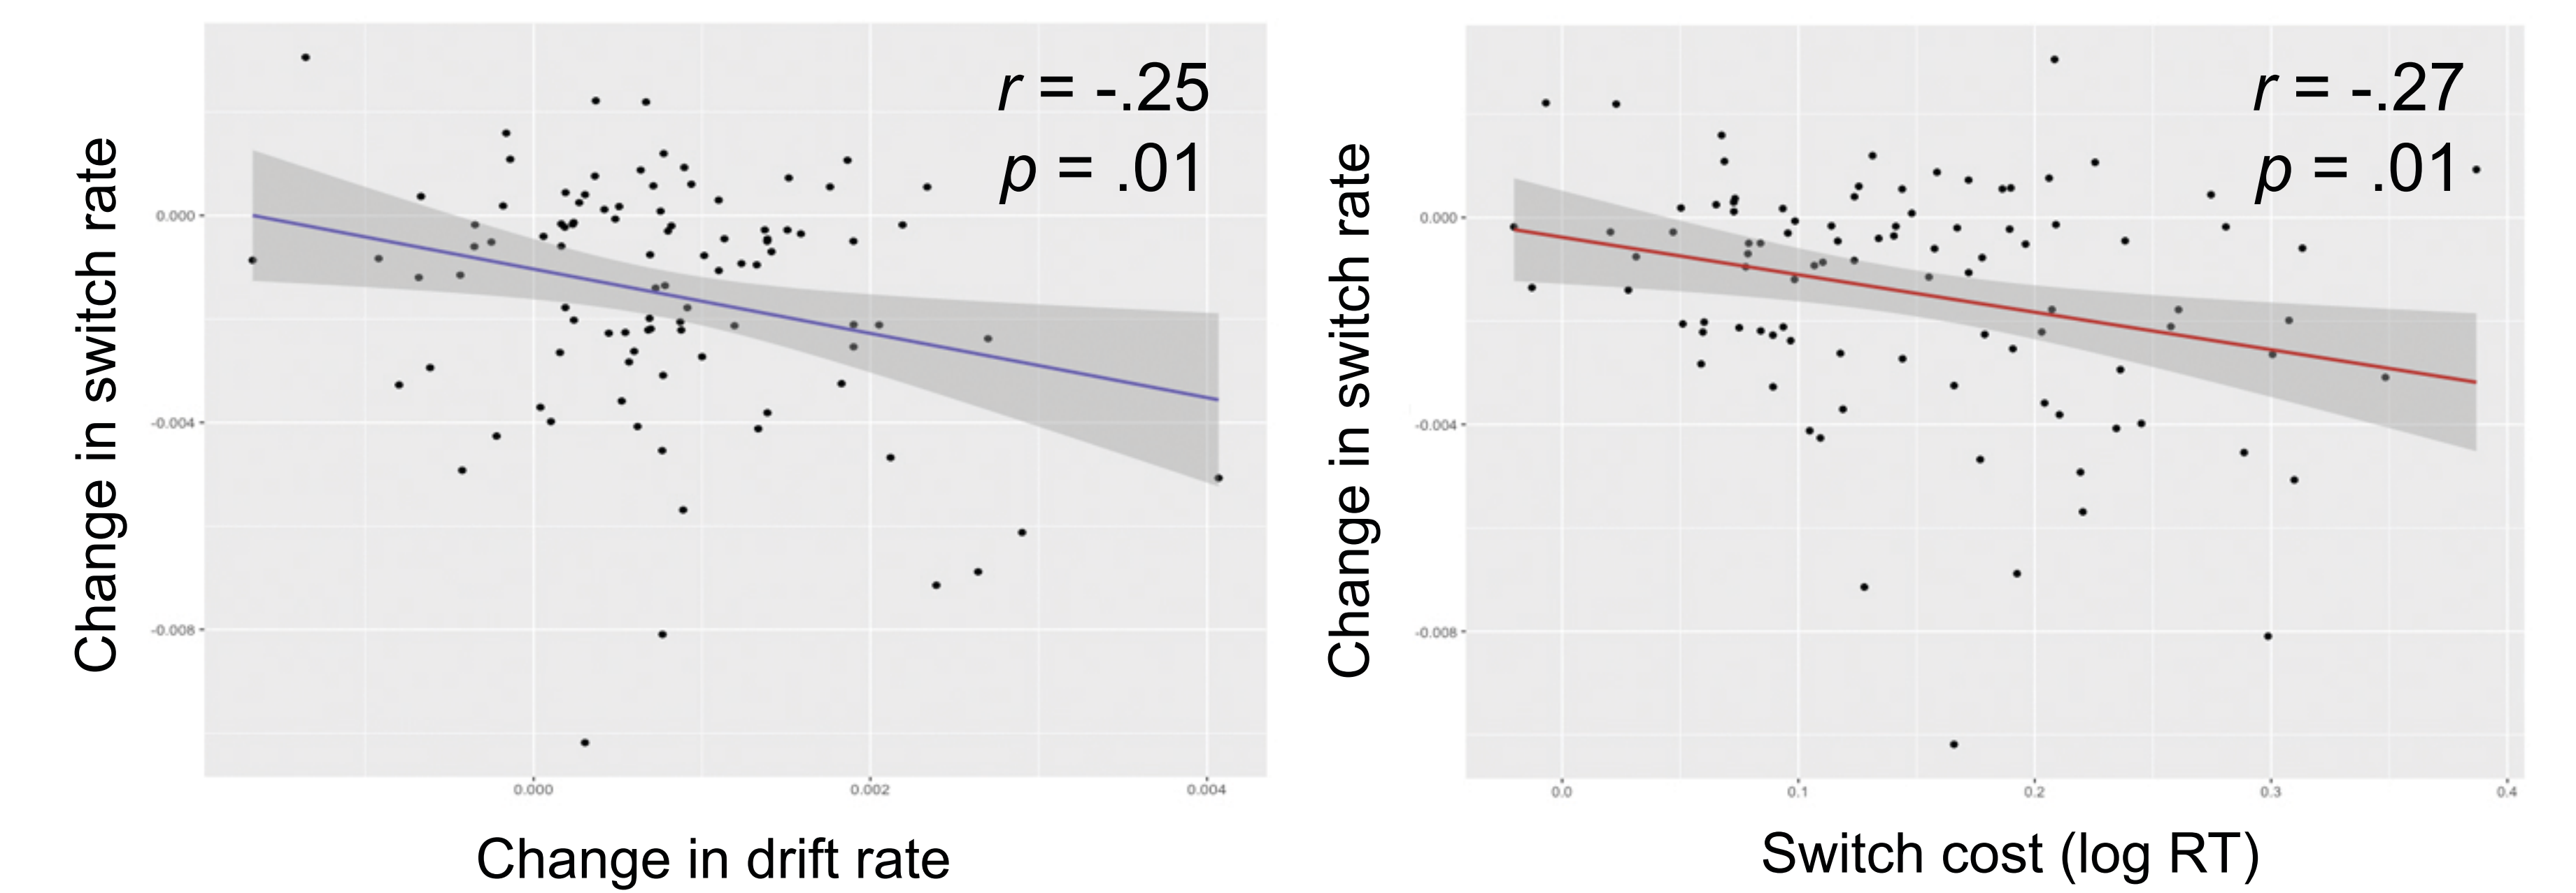 Change in switch rate
0.000
-0.004
-0.008
r = -.25
p = .01
0.000
0.002
0.004
Change in drift rate
Change in switch rate
0.000
-0.004
-0.008
r = -.27
p = .01
0.0
0.1
0.2
0.3
0.4
Switch cost (log RT)